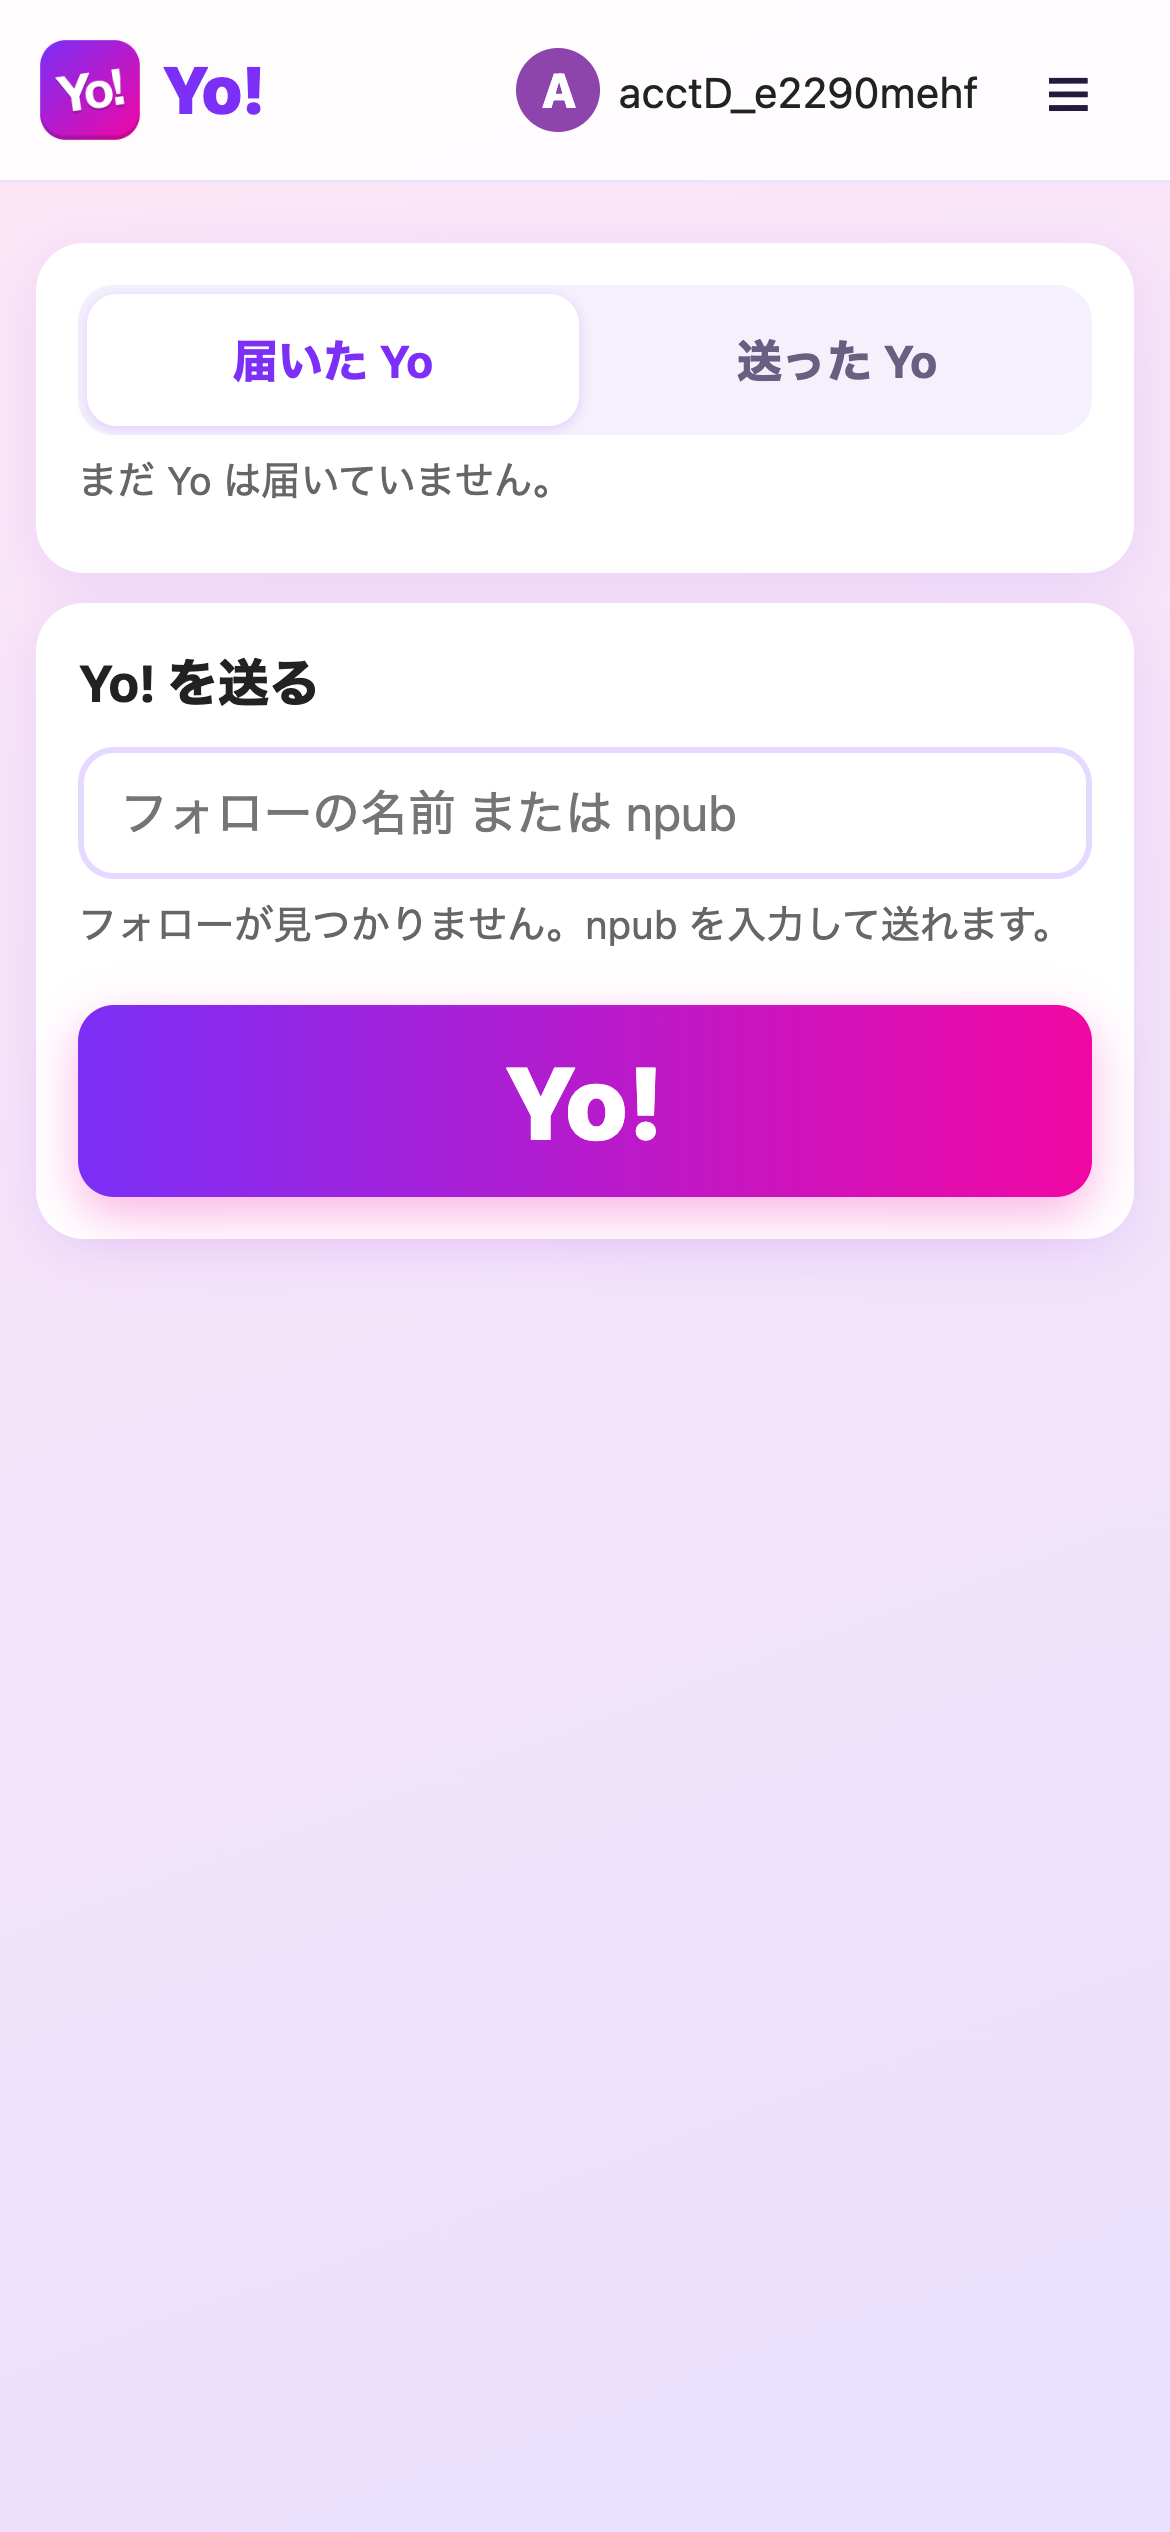 Yo! Yo! A acctD_e2290mehf
届いた Yo 送った Yo
まだ Yo は届いていません。
Yo! を送る
フォローの名前 または npub
フォローが見つかりません。npub を入力して送れます。
Yo!